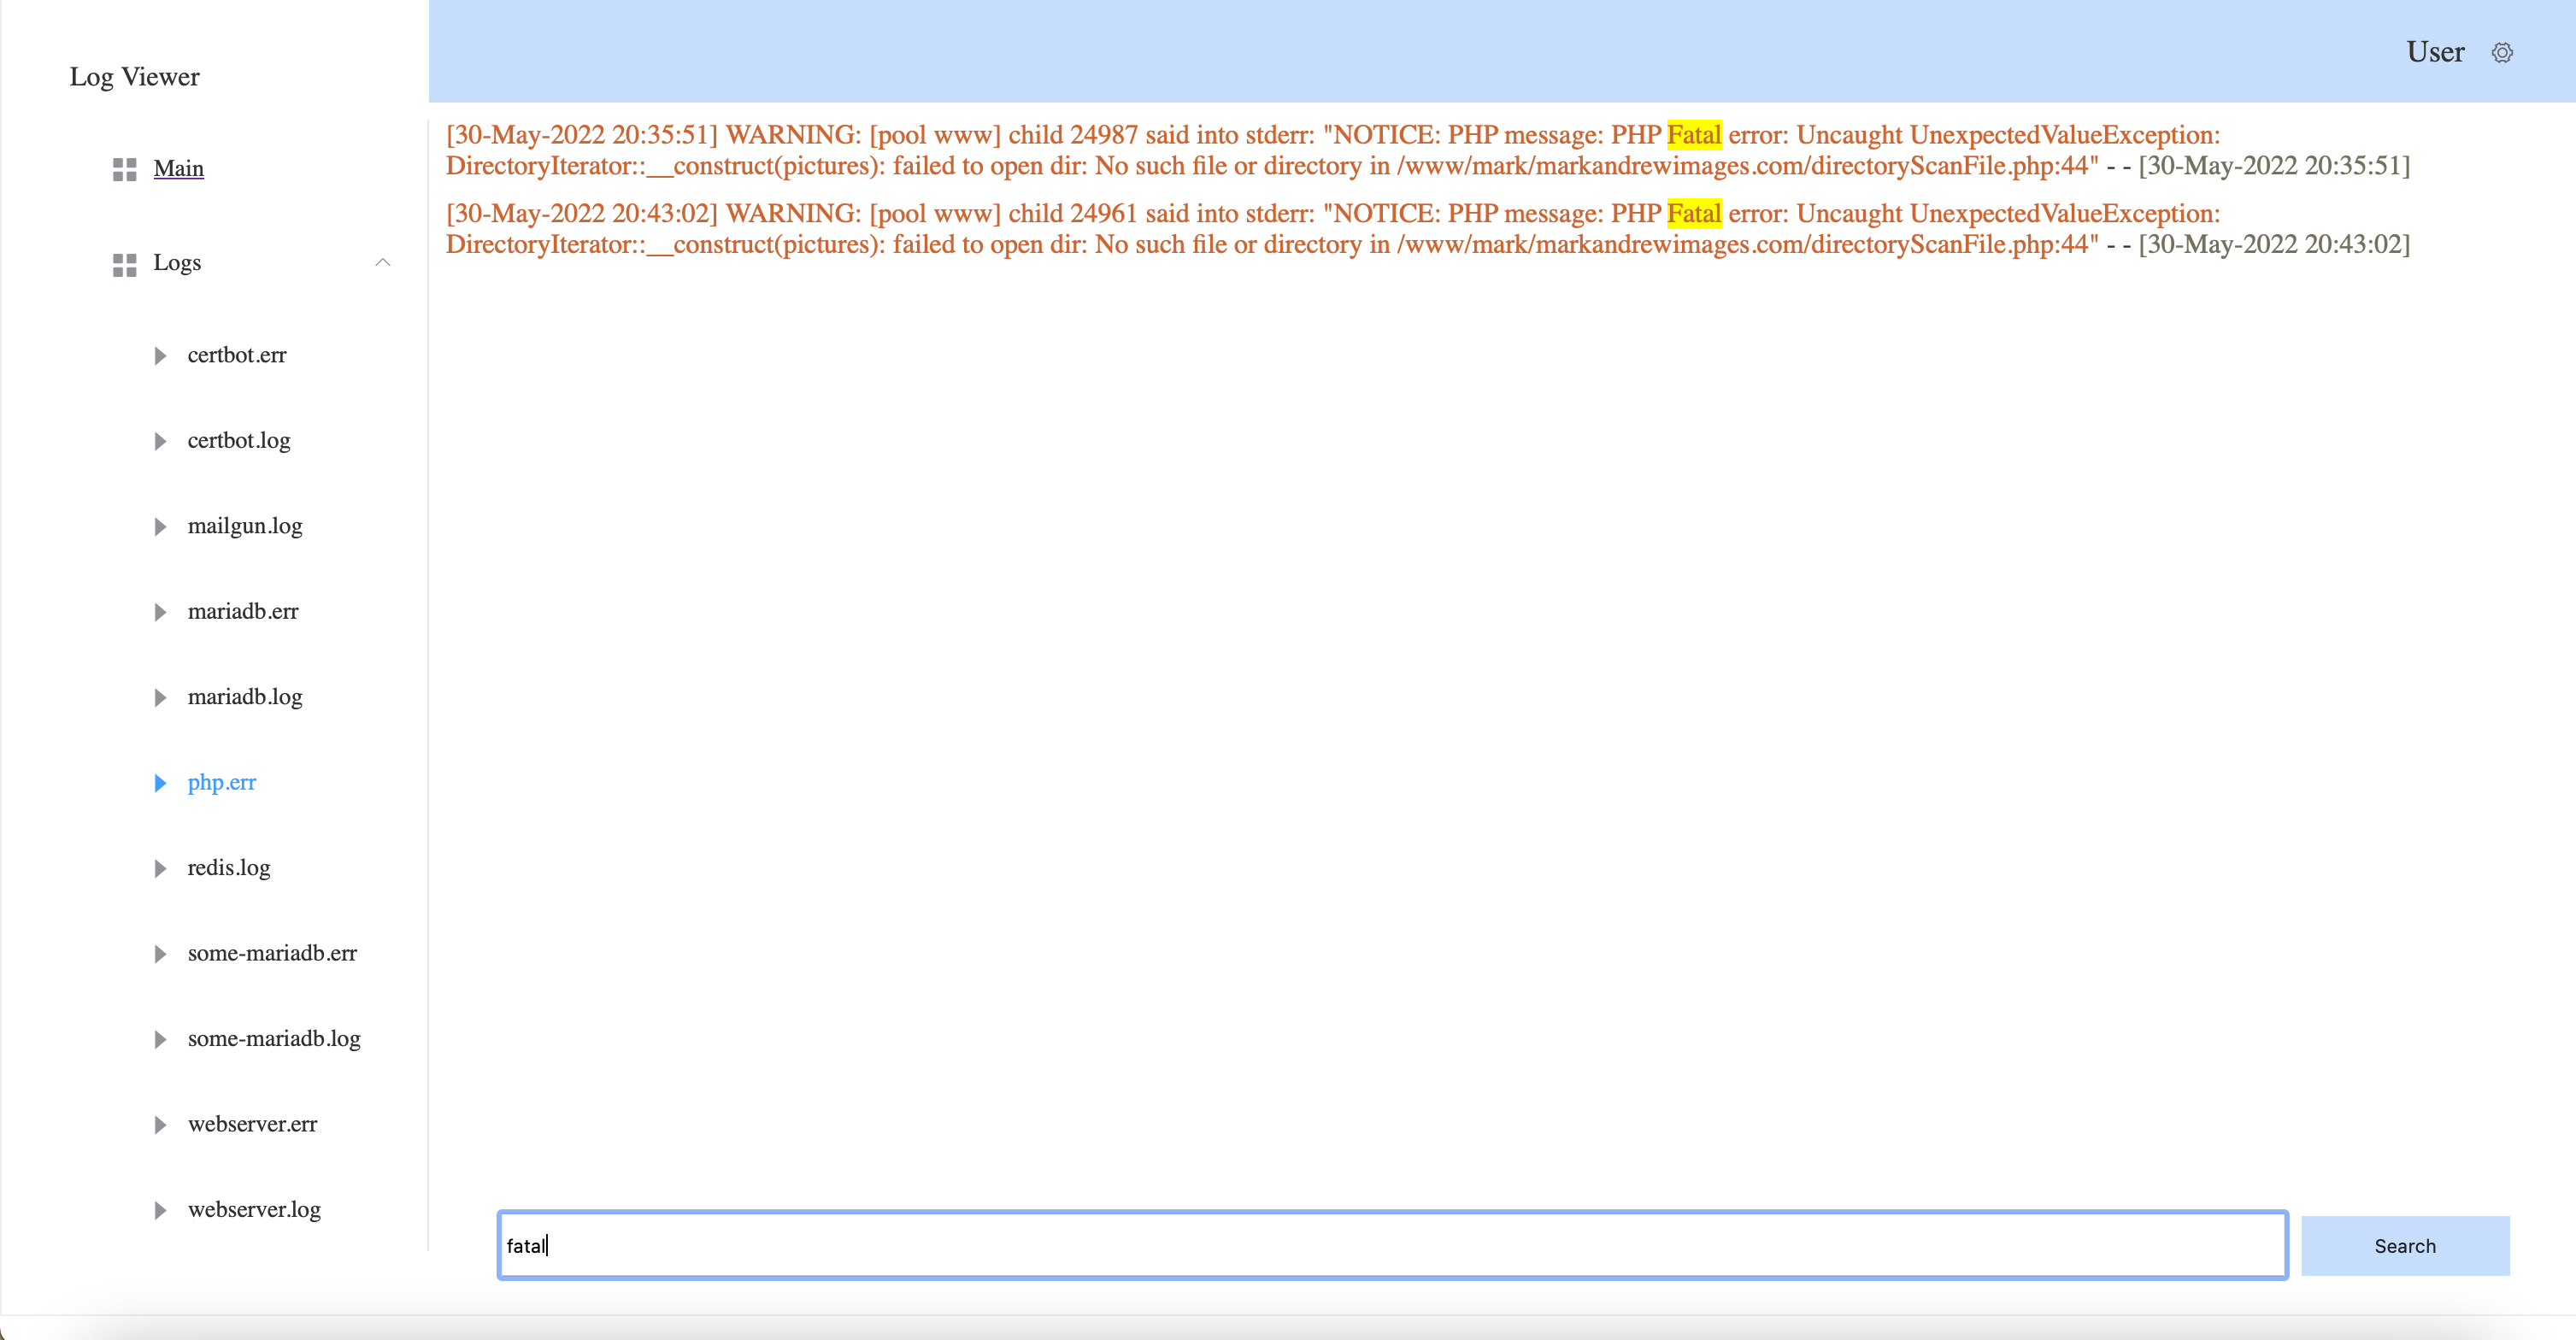 Log Viewer
Main
Logs
certbot.err
certbot.log
mailgun.log
mariadb.err
mariadb.log
php.err
redis.log
some-mariadb.err
some-mariadb.log
webserver.err
webserver.log
User
[30-May-2022 20:35:51] WARNING: [pool www] child 24987 said into stderr: "NOTICE: PHP message: PHP Fatal error: Uncaught UnexpectedValueException:
DirectoryIterator::__construct(pictures): failed to open dir: No such file or directory in /www/mark/markandrewimages.com/directoryScanFile.php:44" - - [30-May-2022 20:35:51]
[30-May-2022 20:43:02] WARNING: [pool www] child 24961 said into stderr: "NOTICE: PHP message: PHP Fatal error: Uncaught UnexpectedValueException:
DirectoryIterator::__construct(pictures): failed to open dir: No such file or directory in /www/mark/markandrewimages.com/directoryScanFile.php:44" - - [30-May-2022 20:43:02]
fatal
Search